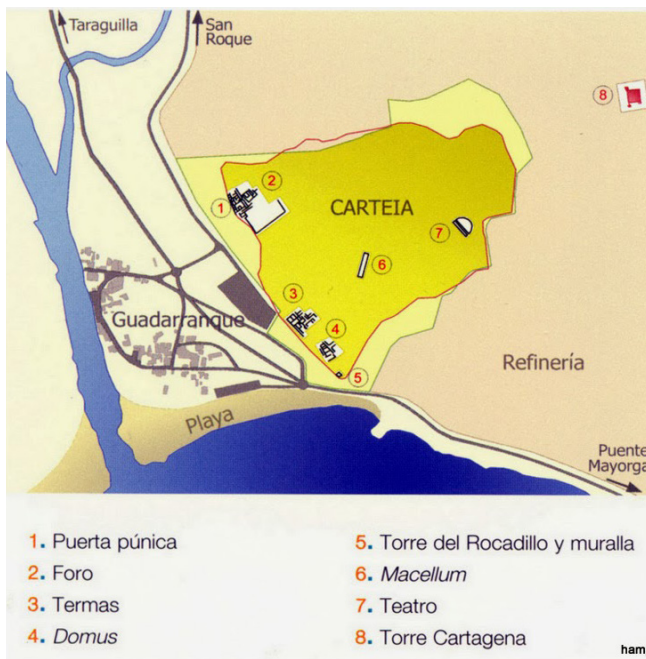 Taraguilla
San
Roque
8
2
1
CARTEIA
7
6
3
Guadarranque
4
5
Refinería
Playa
Puente
Mayorga
1. Puerta púnica
2. Foro
3. Termas
4. Domus
5. Torre del Rocadillo y muralla
6. Macellum
7. Teatro
8. Torre Cartagena
ham